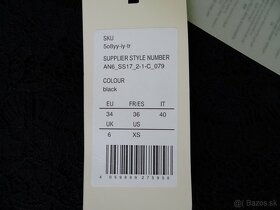 SKU
5ollyy-iy-tr
SUPPLIER STYLE NUMBER
AN6_SS17_2-1-C_079
COLOUR
black
EU FR/ES IT
34 36 40
UK US
6 XS
© bazos.sk